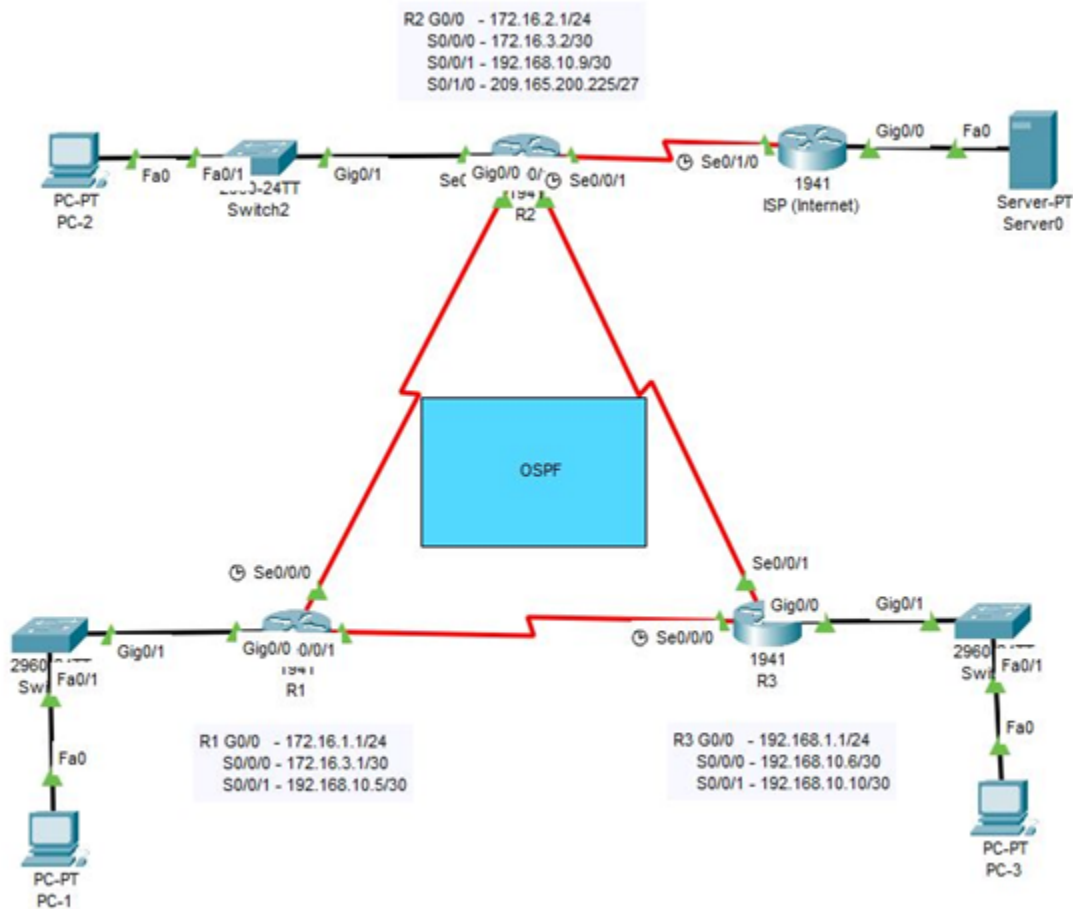 R2 G0/0 - 172.16.2.1/24
S0/0/0 - 172.16.3.2/30
S0/0/1 - 192.168.10.9/30
S0/1/0 - 209.165.200.225/27
Fa0
Fa0/1
Gig0/1
Gig0/0
Se0/0/1
Se0/1/0
Gig0/0
Fa0
PC-PT
PC-2
Switch2
R2
1941
ISP (Internet)
Server-PT
Server0
OSPF
Se0/0/0
Se0/0/1
Gig0/1
Gig0/0
Se0/0/0
Gig0/0
Gig0/1
Fa0/1
R1
1941
R3
Fa0/1
Fa0
Fa0
R1 G0/0 - 172.16.1.1/24
S0/0/0 - 172.16.3.1/30
S0/0/1 - 192.168.10.5/30
R3 G0/0 - 192.168.1.1/24
S0/0/0 - 192.168.10.6/30
S0/0/1 - 192.168.10.10/30
PC-PT
PC-1
PC-PT
PC-3